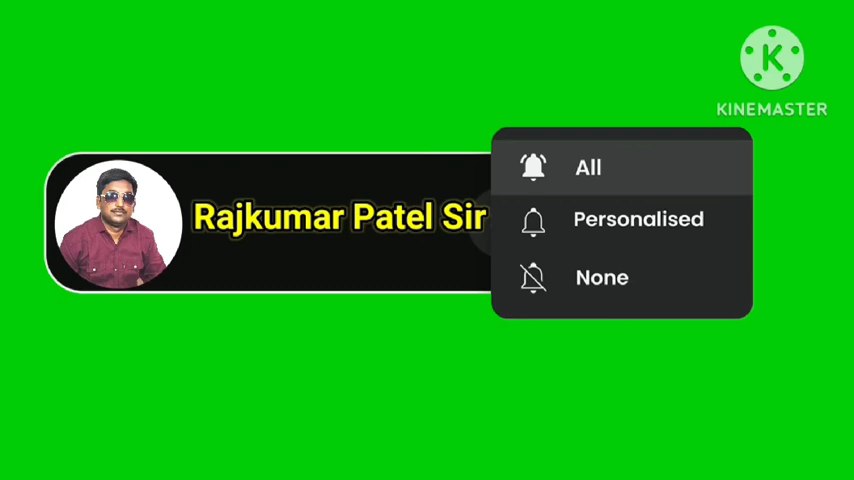 KINEMASTER
Rajkumar Patel Sir
All
Personalised
None